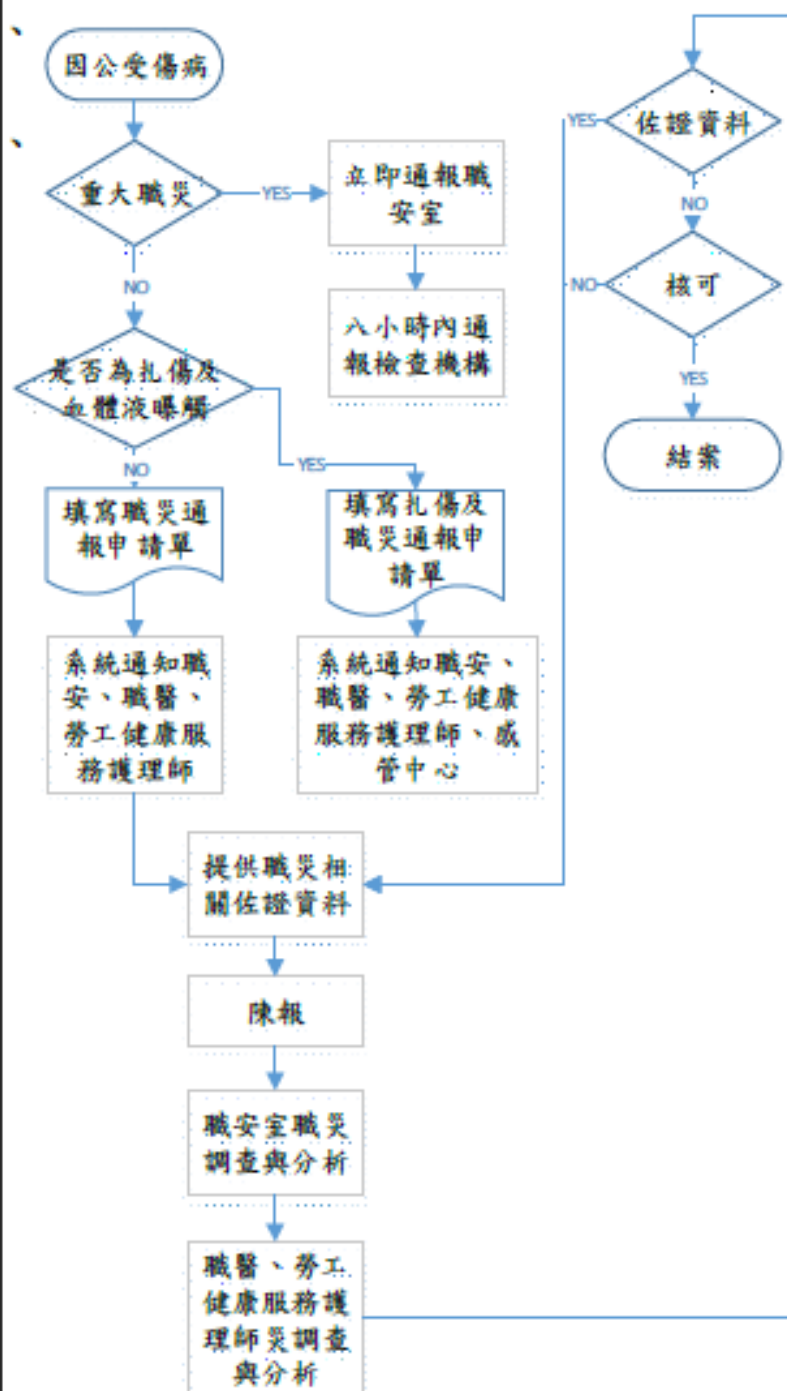 、
因公受傷病
、
重大職災
YES
立即通報職
安室
NO
八小時內通
報檢查機構
是否為扎傷及
血體液曝觸
NO
YES
填寫職災通
報申請單
填寫扎傷及
職災通報申
請單
系統通知職
安、職醫、
勞工健康服
務護理師
系統通知職安、
職醫、勞工健康
服務護理師、感
管中心
提供職災相
關佐證資料
陳報
職安室職災
調查與分析
職醫、勞工
健康服務護
理師災調查
與分析
佐證資料
YES
NO
核可
NO
YES
結案